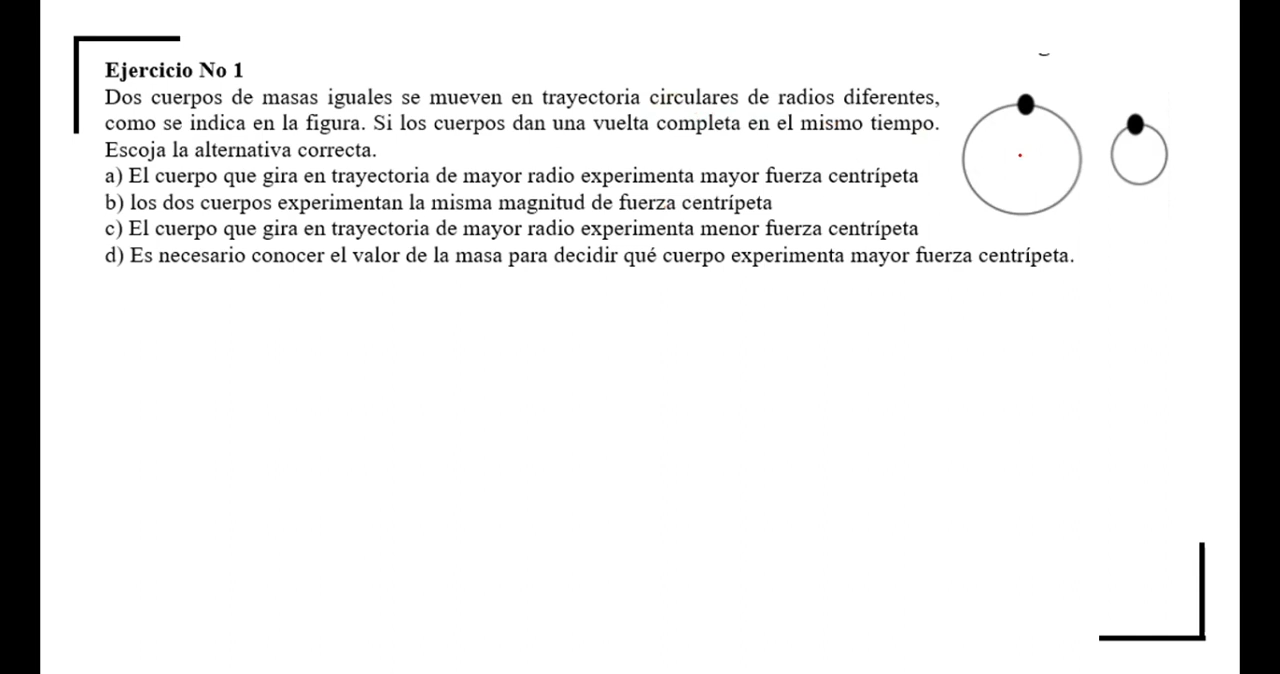 Ejercicio No 1
Dos cuerpos de masas iguales se mueven en trayectoria circulares de radios diferentes,
como se indica en la figura. Si los cuerpos dan una vuelta completa en el mismo tiempo.
Escoja la alternativa correcta.
a) El cuerpo que gira en trayectoria de mayor radio experimenta mayor fuerza centrípeta
b) los dos cuerpos experimentan la misma magnitud de fuerza centrípeta
c) El cuerpo que gira en trayectoria de mayor radio experimenta menor fuerza centrípeta
d) Es necesario conocer el valor de la masa para decidir qué cuerpo experimenta mayor fuerza centrípeta.